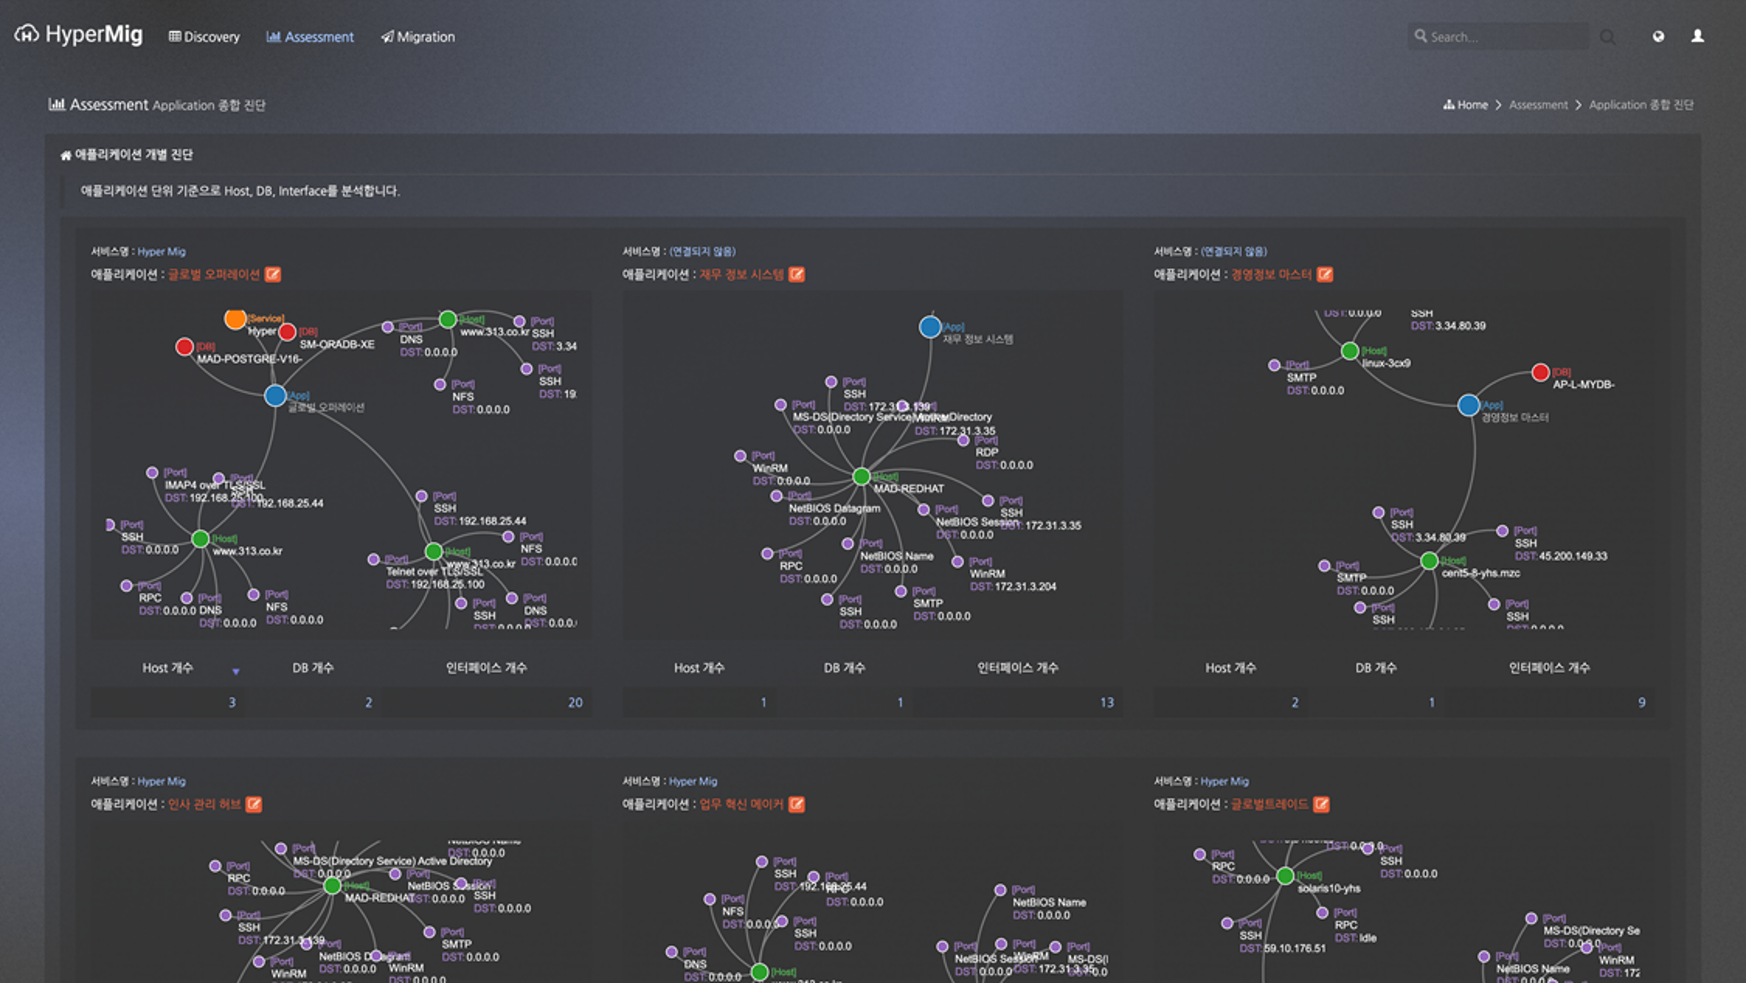 HyperMig
Discovery
Assessment
Migration
Search...
Assessment Application 종합 진단
Home > Assessment > Application 종합 진단
애플리케이션 개별 진단
애플리케이션 단위 기준으로 Host, DB, Interface를 분석합니다.
서비스명 : Hyper Mig
애플리케이션 : 글로벌 오퍼레이션
[Service]
Hyper
[DB]
SM-ORADB-XE
[DB]
MAD-POSTGRE-V16-
[App]
글로벌 오퍼레이션
[Port]
DNS
DST: 0.0.0.0
[Host]
www.313.co.kr
[Port]
SSH
DST: 3.34
[Port]
SSH
DST: 19
[Port]
NFS
DST: 0.0.0.0
[Port]
IMAP4 over TLS/SSL
DST: 192.168.25.100
[Port]
SSH
DST: 192.168.25.44
[Port]
SSH
DST: 0.0.0.0
[Host]
www.313.co.kr
[Port]
RPC
DST: 0.0.0.0
[Port]
DNS
DST: 0.0.0.0
[Port]
NFS
DST: 0.0.0.0
[Port]
SSH
DST: 192.168.25.44
[Port]
NFS
DST: 0.0.0.0
[Host]
www.313.co.kr
[Port]
Telnet over TLS/SSL
DST: 192.168.25.100
[Port]
SSH
DST: 0.0.0.0
[Port]
DNS
DST: 0.0.0.0
Host 개수
DB 개수
인터페이스 개수
3
2
20
서비스명 : (연결되지 않음)
애플리케이션 : 재무 정보 시스템
[App]
재무 정보 시스템
[Port]
SSH
DST: 172.31.3.139
[Port]
MS-DS(Directory Service) Active Directory
DST: 0.0.0.0
[Port]
WinRM
DST: 172.31.3.35
[Port]
RDP
DST: 0.0.0.0
[Port]
WinRM
DST: 0.0.0.0
[Host]
MAD-REDHAT
[Port]
NetBIOS Datagram
DST: 0.0.0.0
[Port]
NetBIOS Session
DST: 0.0.0.0
[Port]
SSH
DST: 172.31.3.35
[Port]
RPC
DST: 0.0.0.0
[Port]
NetBIOS Name
DST: 0.0.0.0
[Port]
WinRM
DST: 172.31.3.204
[Port]
SSH
DST: 0.0.0.0
[Port]
SMTP
DST: 0.0.0.0
Host 개수
DB 개수
인터페이스 개수
1
1
13
서비스명 : (연결되지 않음)
애플리케이션 : 경영정보 마스터
DST: 0.0.0.0
SSH
DST: 3.34.80.39
[Host]
linux-3cx9
[Port]
SMTP
DST: 0.0.0.0
[DB]
AP-L-MYDB-
[App]
경영정보 마스터
[Port]
SSH
DST: 3.34.80.39
[Port]
SSH
DST: 45.200.149.33
[Host]
cent5-8-yhs.mzc
[Port]
SMTP
DST: 0.0.0.0
[Port]
SSH
[Port]
SSH
DST: 0.0.0.0
Host 개수
DB 개수
인터페이스 개수
2
1
9
서비스명 : Hyper Mig
애플리케이션 : 인사 관리 허브
NetBIOS Name
DST: 0.0.0.0
[Port]
MS-DS(Directory Service) Active Directory
DST: 0.0.0.0
[Port]
RPC
DST: 0.0.0.0
[Host]
MAD-REDHAT
[Port]
NetBIOS Session
DST: 0.0.0.0
[Port]
SSH
DST: 0.0.0.0
[Port]
SSH
DST: 172.31.3.139
[Port]
SMTP
DST: 0.0.0.0
[Port]
NetBIOS Datagram
DST: 0.0.0.0
[Port]
WinRM
DST: 0.0.0.0
[Port]
WinRM
서비스명 : Hyper Mig
애플리케이션 : 업무 혁신 메이커
[Port]
SSH
DST: 192.168.25.44
[Port]
RPC
DST: 0.0.0.0
[Port]
NFS
DST: 0.0.0.0
[Port]
SSH
DST: 0.0.0.0
[Port]
DNS
DST: 0.0.0.0
[Host]
[Port]
NetBIOS Name
DST: 0.0.0.0
[Port]
NetBIOS Session
DST: 0.0.0.0
[Port]
WinRM
DST: 172.31.3.35
[Port]
MS-DS(I
서비스명 : Hyper Mig
애플리케이션 : 글로벌트레이드
DST: 0.0.0.0
[Port]
SSH
DST: 0.0.0.0
[Port]
RPC
DST: 0.0.0.0
[Host]
solaris10-yhs
[Port]
RPC
DST: Idle
[Port]
SSH
DST: 59.10.176.51
[Port]
MS-DS(Directory Se
DST: 0.0.0.0
[Port]
WinRM
DST: 172
[Port]
NetBIOS Name
DST: 0.0.0.0